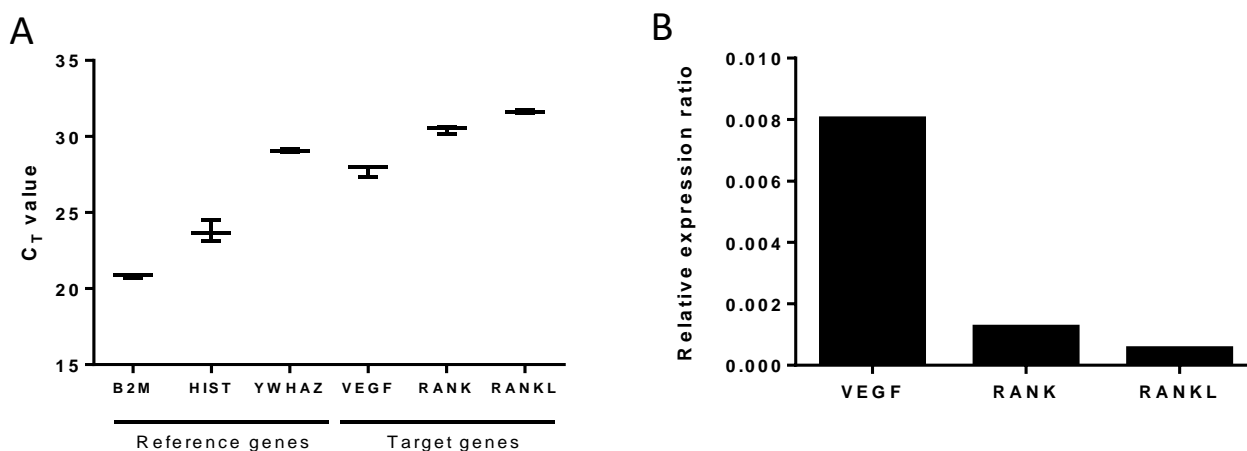 A
35
30
25
20
15
CT value
B2M HIST YWHAZ VEGF RANK RANKL
Reference genes Target genes
B
0.010
0.008
0.006
0.004
0.002
0.000
Relative expression ratio
VEGF RANK RANKL